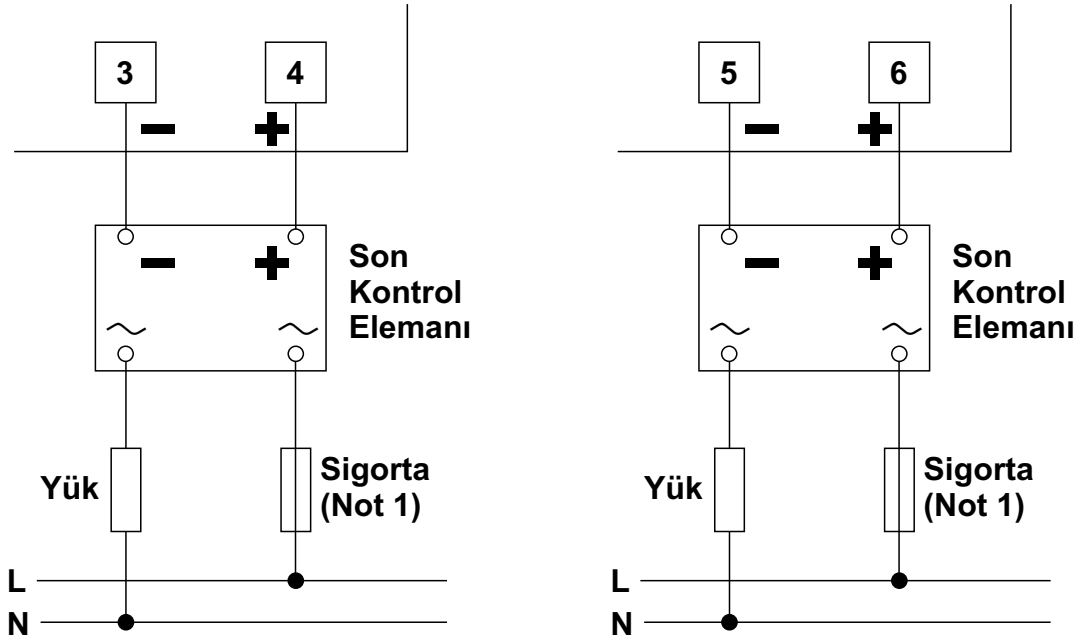 3 4
− +
− +
Son
Kontrol
Elemanı
~ ~
Yük
Sigorta
(Not 1)
L
N
5 6
− +
− +
Son
Kontrol
Elemanı
~ ~
Yük
Sigorta
(Not 1)
L
N